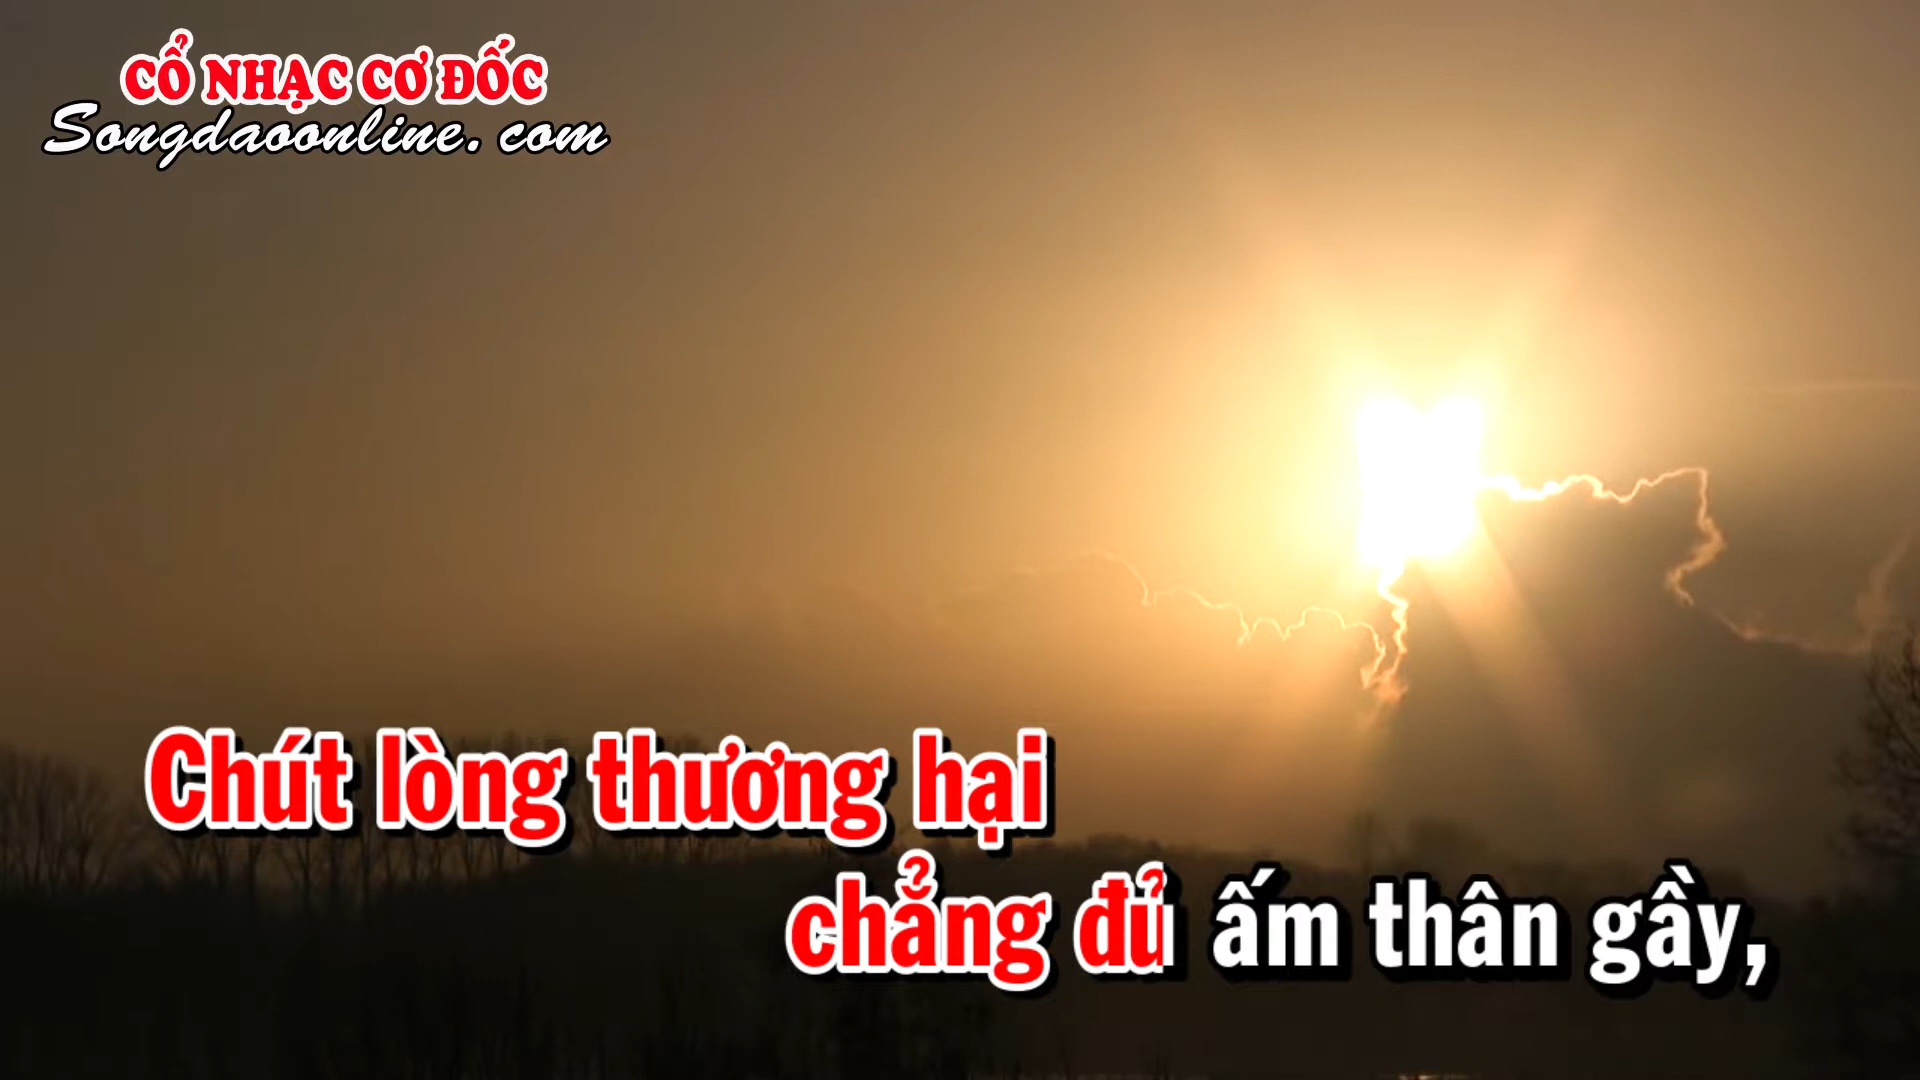 CỔ NHẠC CƠ ĐỐC
Songdaoonline.com
Chút lòng thương hại
chẳng đủ ấm thân gầy,